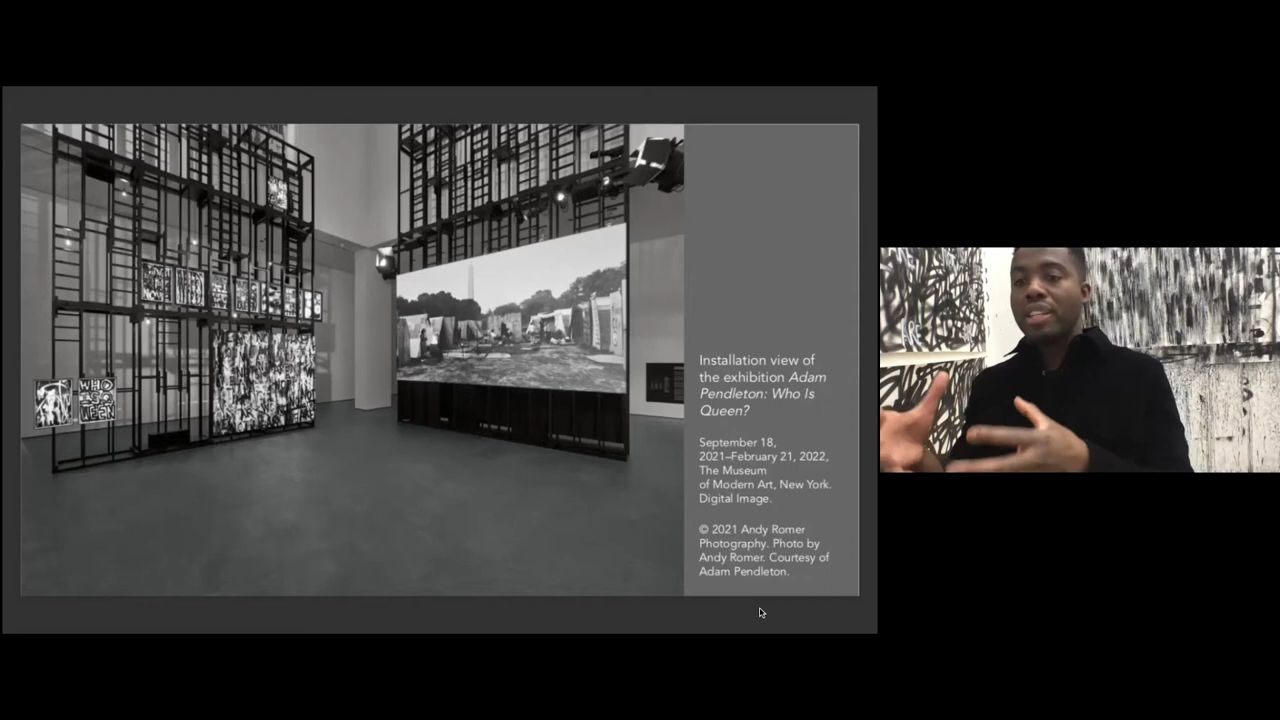 WHO
IS Q
UEEN
Installation view of
the exhibition Adam
Pendleton: Who Is
Queen?
September 18,
2021–February 21, 2022,
The Museum
of Modern Art, New York.
Digital Image.
© 2021 Andy Romer
Photography. Photo by
Andy Romer. Courtesy of
Adam Pendleton.